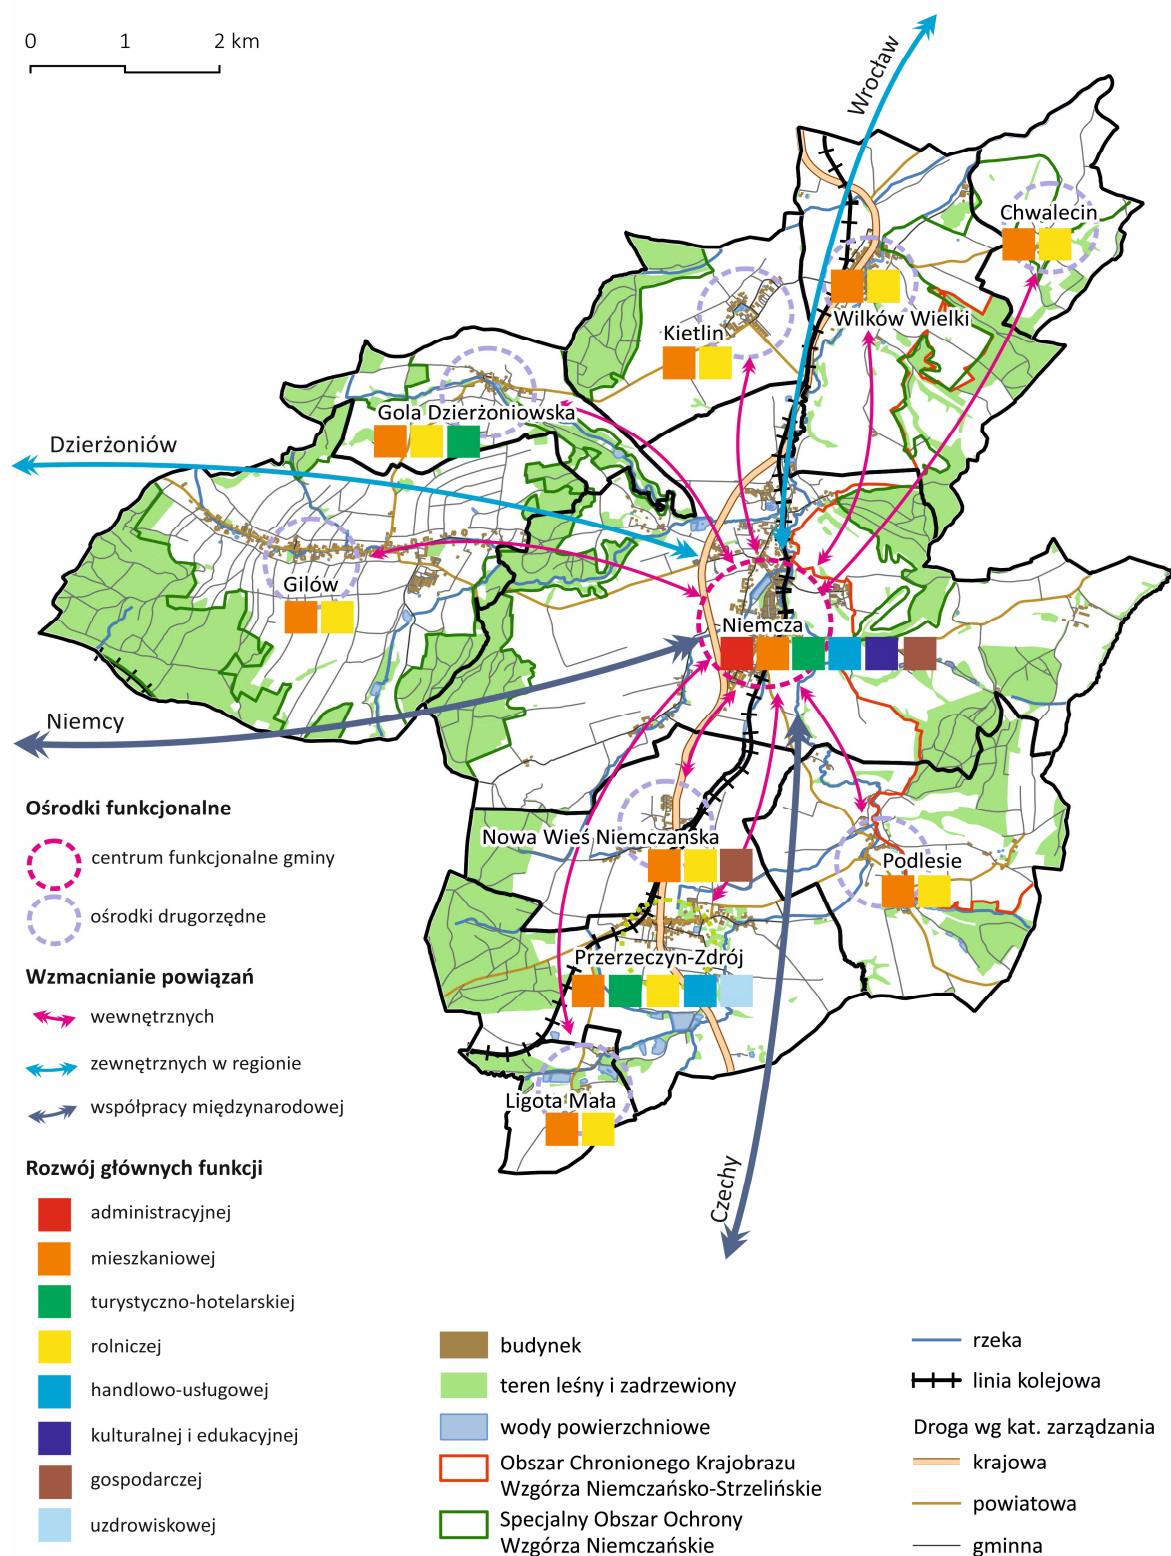 0 1 2 km
Wrocław
Chwalecin
Wilków Wielki
Kietlin
Gola Dzierżoniowska
Dzierżoniów
Gilów
Niemcza
Niemcy
Nowa Wieś Niemczańska
Podlesie
Przerzeczyn-Zdrój
Ligota Mała
Czechy
Ośrodki funkcjonalne
centrum funkcjonalne gminy
ośrodki drugorzędne
Wzmacnianie powiązań
wewnętrznych
zewnętrznych w regionie
współpracy międzynarodowej
Rozwój głównych funkcji
administracyjnej
mieszkaniowej
turystyczno-hotelarskiej
rolniczej
handlowo-usługowej
kulturalnej i edukacyjnej
gospodarczej
uzdrowiskowej
budynek
teren leśny i zadrzewiony
wody powierzchniowe
Obszar Chronionego Krajobrazu
Wzgórza Niemczańsko-Strzelińskie
Specjalny Obszar Ochrony
Wzgórza Niemczańskie
rzeka
linia kolejowa
Droga wg kat. zarządzania
krajowa
powiatowa
gminna